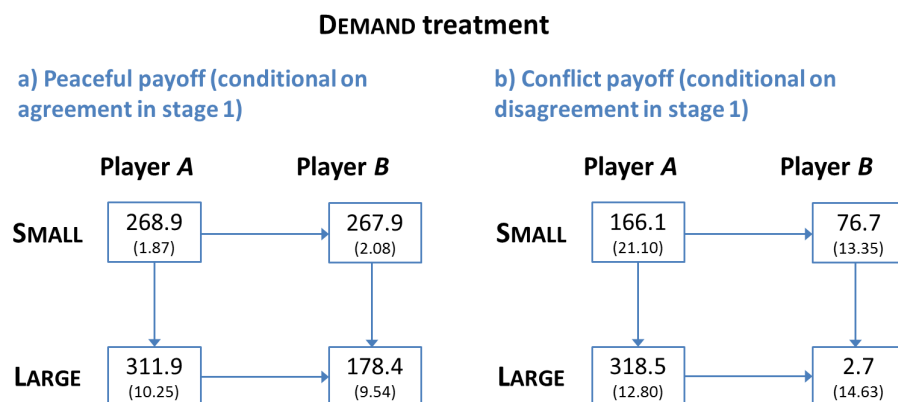 DEMAND treatment
a) Peaceful payoff (conditional on
agreement in stage 1)
b) Conflict payoff (conditional on
disagreement in stage 1)
Player A Player B
Player A Player B
SMALL 268.9 267.9 166.1 76.7
(1.87) (2.08) (21.10) (13.35)
LARGE 311.9 178.4 318.5 2.7
(10.25) (9.54) (12.80) (14.63)
SMALL
LARGE